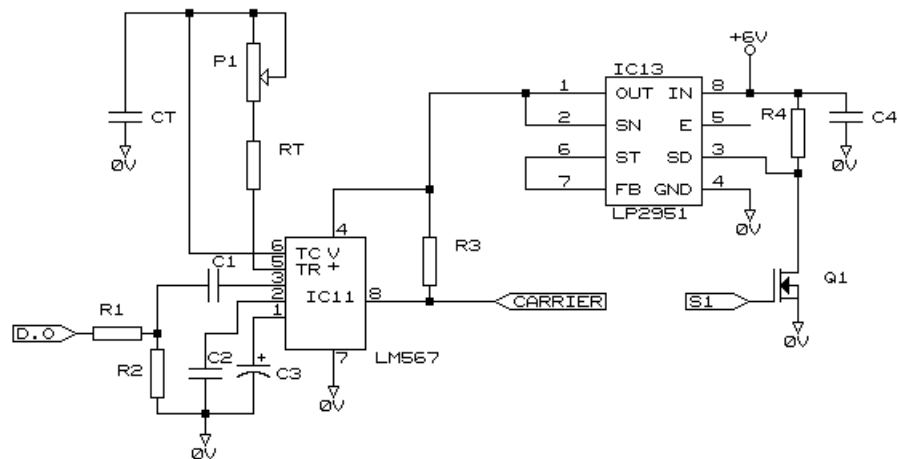 +6V
P1
IC13
1 OUT IN 8
CT
R4
C4
2 SN E 5
0V
RT
6 ST SD 3
7 FB GND 4
LP2951
0V
4
R3
6 TC V
5 TR +
C1
3
Q1
2 IC11 8
CARRIER
S1
R1
1
D.O
0V
R2
C2
+
C3
7
LM567
0V
0V